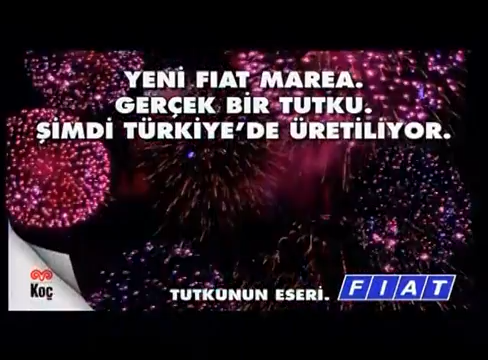 YENİ FIAT MAREA.
GERÇEK BİR TUTKU.
ŞİMDİ TÜRKİYE'DE ÜRETİLİYOR.
Koç
TUTKUNUN ESERİ.
FIAT